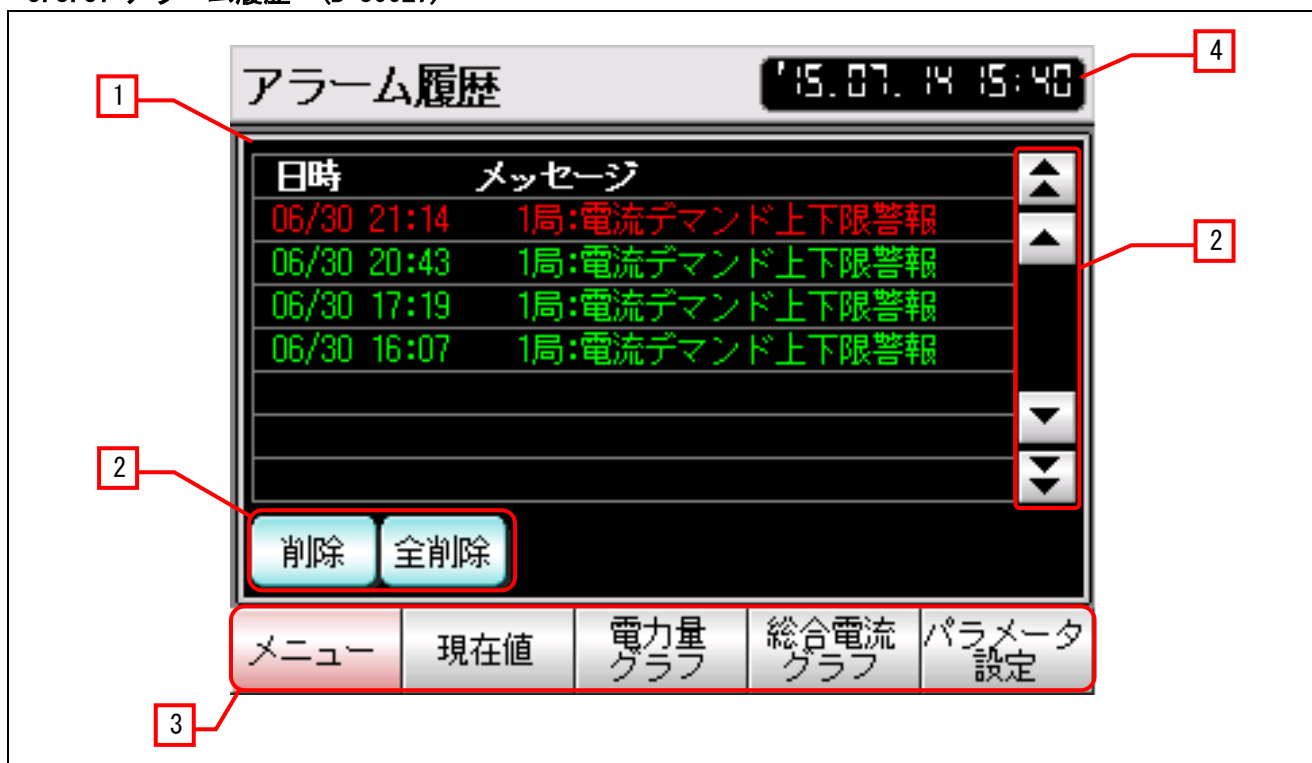 アラーム履歴
'15.07. 14 15:40
4
1
日時 メッセージ
06/30 21:14 1局:電流デマンド上下限警報
06/30 20:43 1局:電流デマンド上下限警報
06/30 17:19 1局:電流デマンド上下限警報
06/30 16:07 1局:電流デマンド上下限警報
2
2
削除 全削除
メニュー 現在値 電力量グラフ 総合電流グラフ パラメータ設定
3